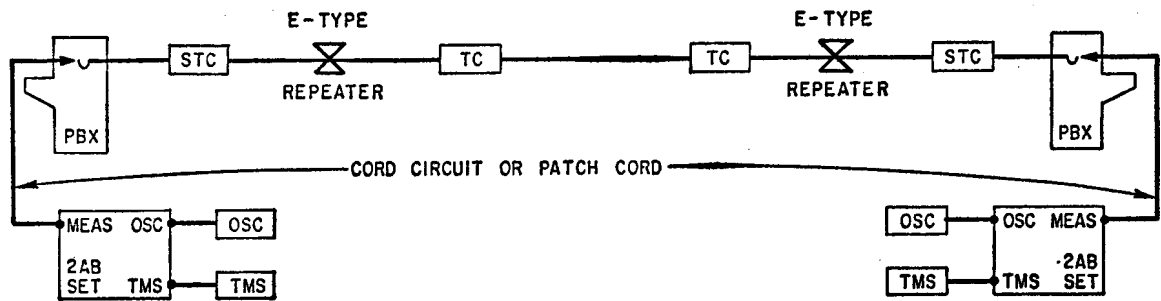 E-TYPE
E-TYPE
STC
TC
TC
STC
REPEATER
REPEATER
PBX
PBX
CORD CIRCUIT OR PATCH CORD
MEAS OSC
OSC
OSC
OSC MEAS
2AB
SET TMS
TMS
TMS
TMS
2AB
SET